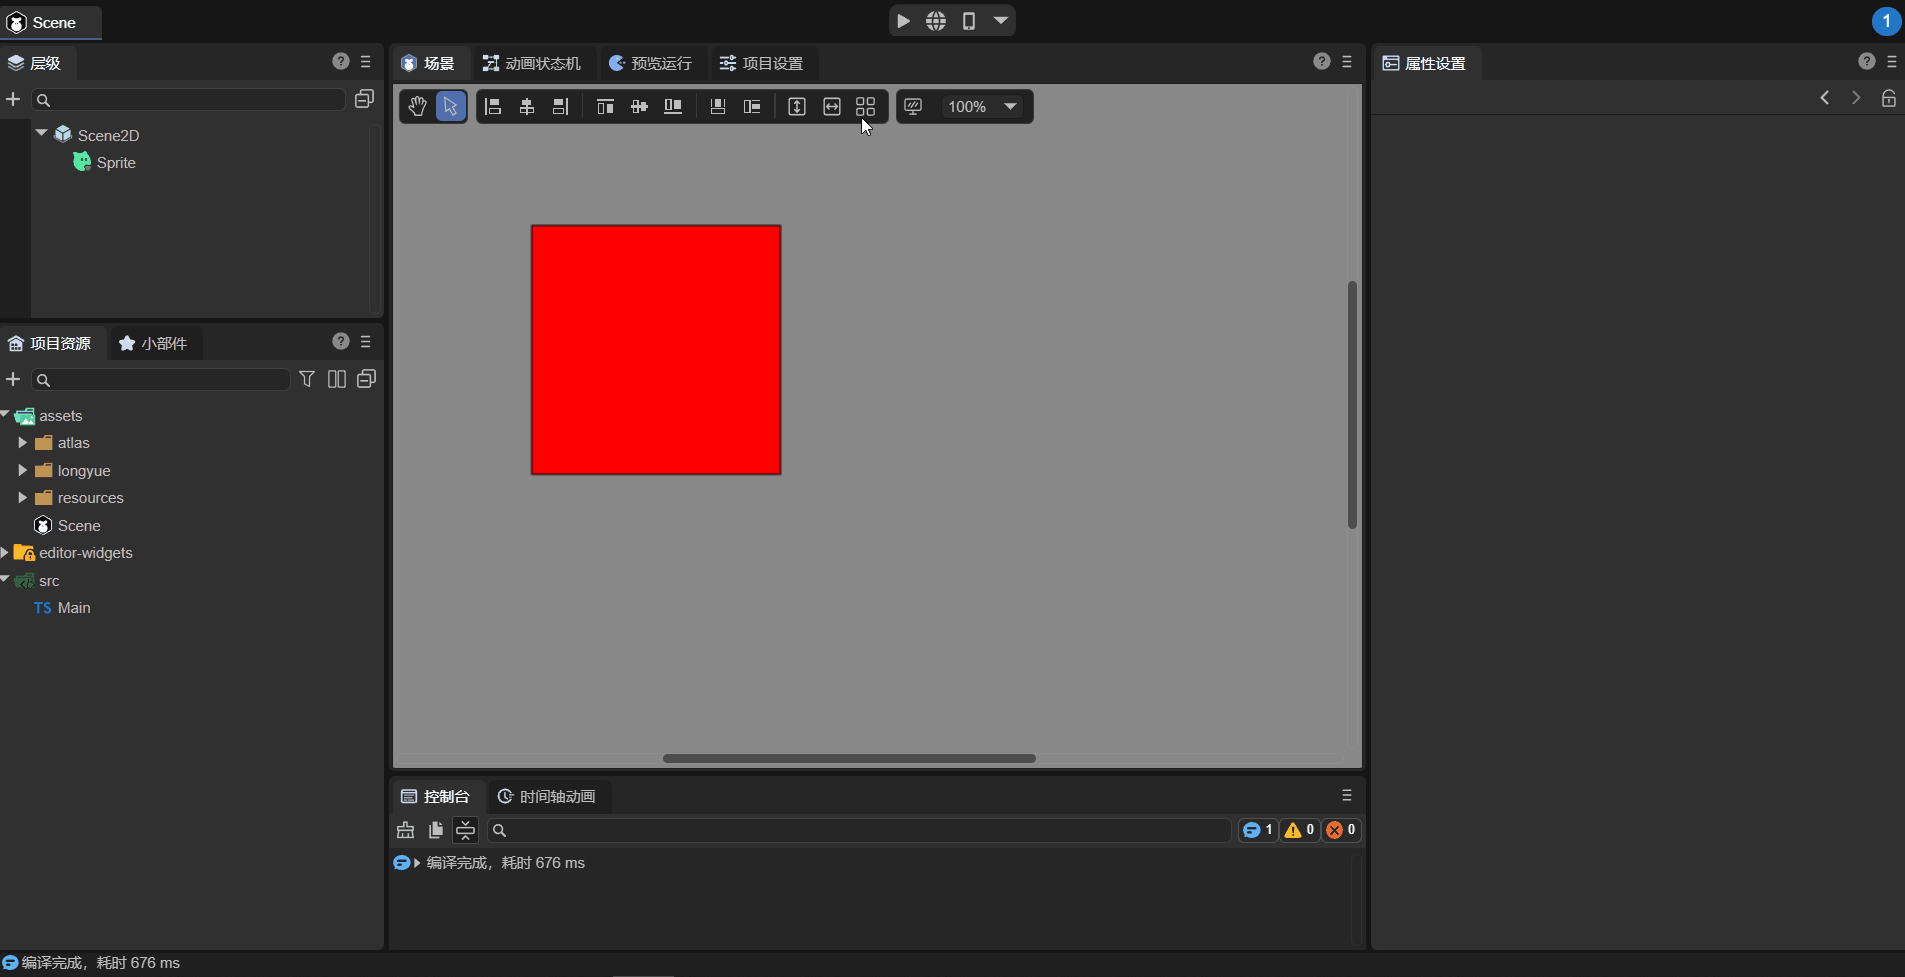 Scene
1
层级
Scene2D
Sprite
项目资源
小部件
assets
atlas
longyue
resources
Scene
editor-widgets
src
TS Main
场景
动画状态机
预览运行
项目设置
100%
控制台
时间轴动画
1
0
0
编译完成，耗时 676 ms
属性设置
编译完成，耗时 676 ms